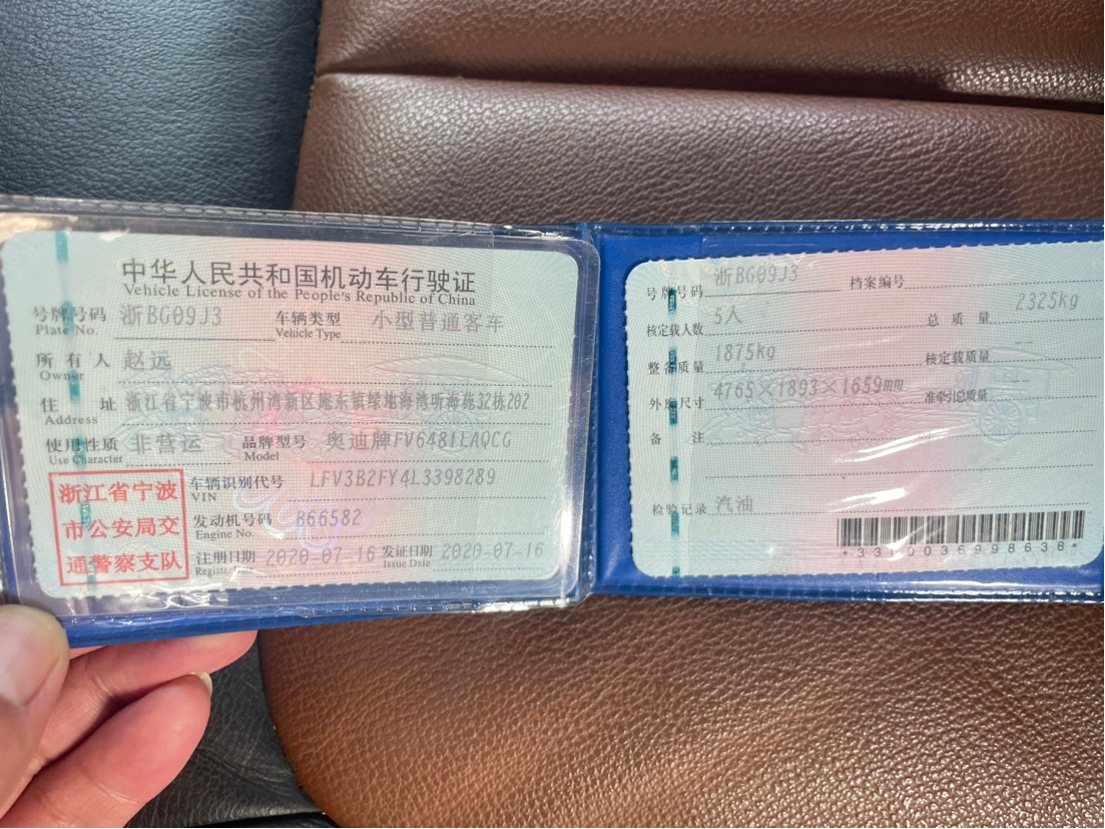 中华人民共和国机动车行驶证
Vehicle License of the People's Republic of China
号牌号码 浙BG09J3 车辆类型 小型普通客车
Plate No. Vehicle Type
所有人 赵远
Owner
住址 浙江省宁波市杭州湾新区庵东镇绿地海湾听海苑32栋202
Address
使用性质 非营运 品牌型号 奥迪牌FV6481LAQCG
Use Character Model
浙江省宁波
市公安局交
通警察支队
车辆识别代号 LFV3B2FY4L3398289
VIN
发动机号码 B66582
Engine No.
注册日期 2020-07-16 发证日期 2020-07-16
Register Issue Date
号牌号码 浙BG09J3 档案编号
核定载人数 5人 总质量 2325kg
整备质量 1875kg 核定载质量 --
外廓尺寸 4765×1893×1659mm 准牵引总质量 --
备注
检验记录 汽油
*3310036998638*